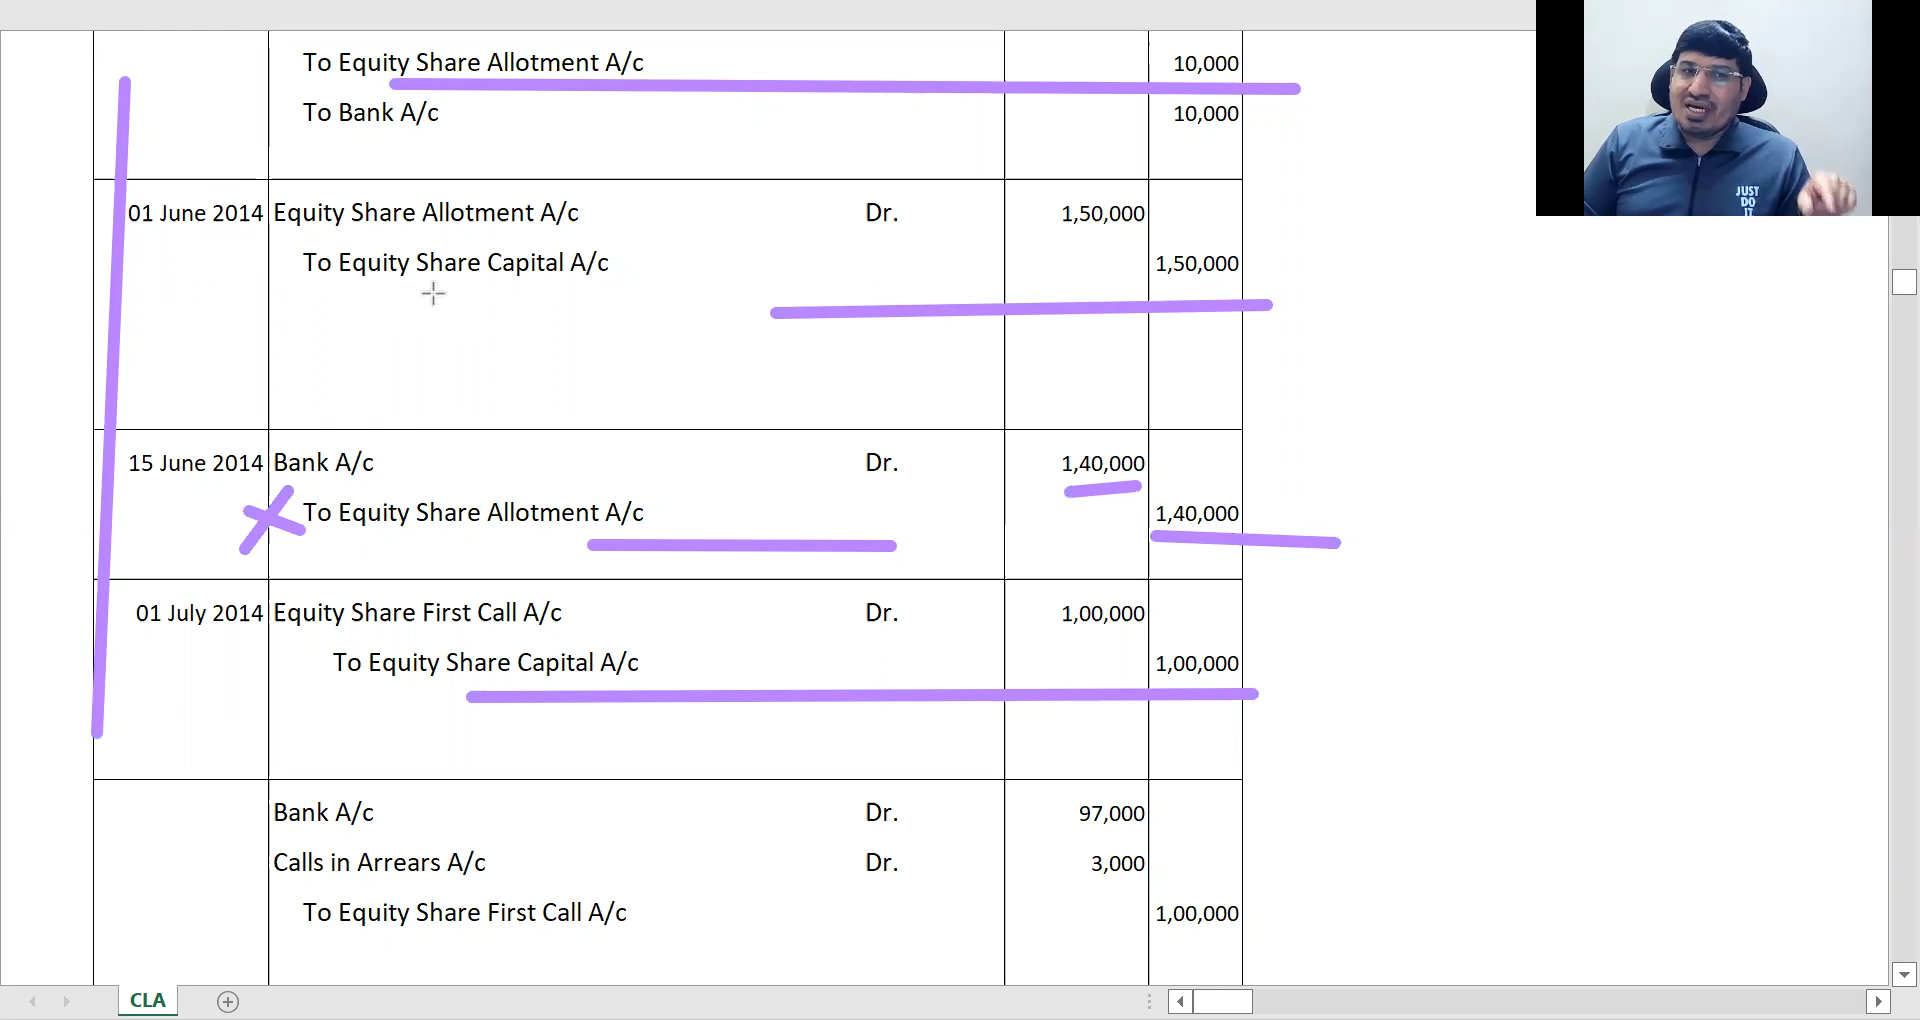 To Equity Share Allotment A/c 10,000
To Bank A/c 10,000
01 June 2014 Equity Share Allotment A/c Dr. 1,50,000
To Equity Share Capital A/c 1,50,000
15 June 2014 Bank A/c Dr. 1,40,000
To Equity Share Allotment A/c 1,40,000
01 July 2014 Equity Share First Call A/c Dr. 1,00,000
To Equity Share Capital A/c 1,00,000
Bank A/c Dr. 97,000
Calls in Arrears A/c Dr. 3,000
To Equity Share First Call A/c 1,00,000
CLA
JUST
DO
IT